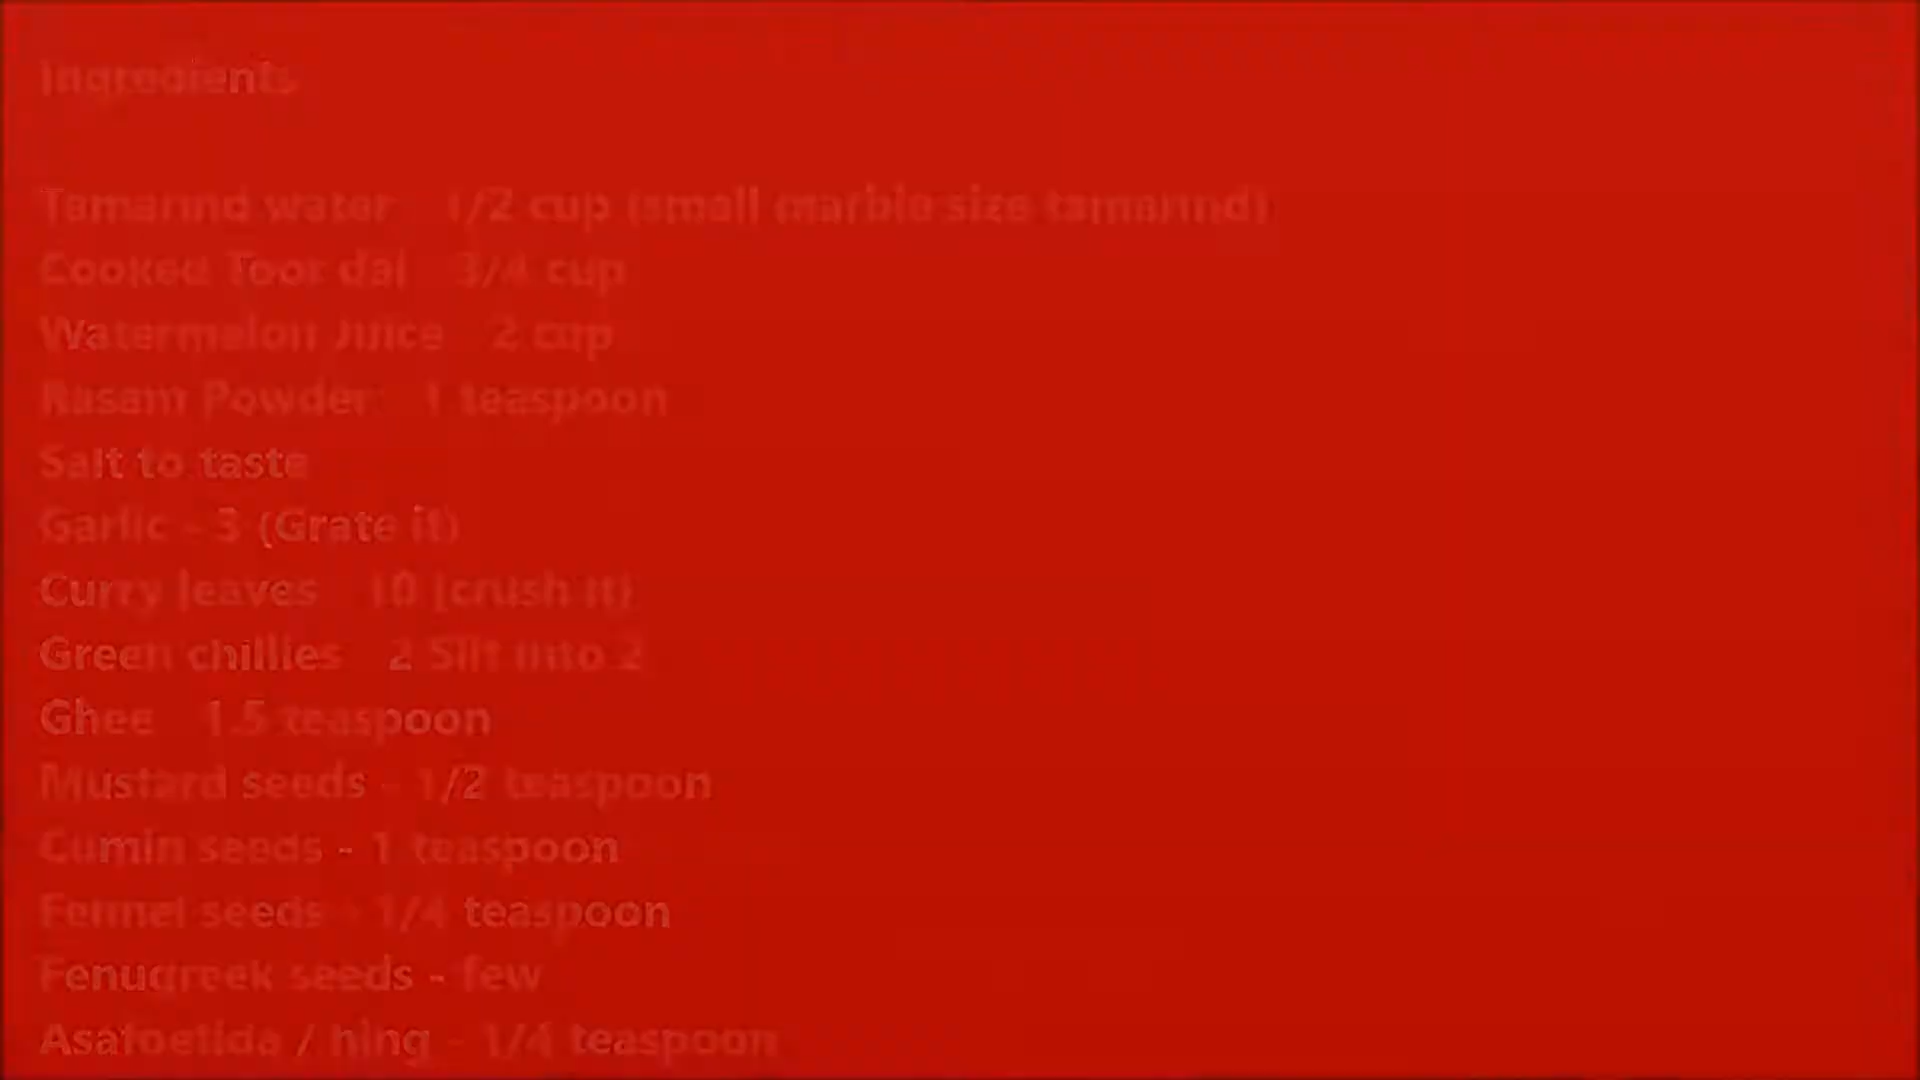 Ingredients
Tamarind water - 1/2 cup (small marble size tamarind)
Cooked Toor dal - 3/4 cup
Watermelon Juice - 2 cup
Rasam Powder - 1 teaspoon
Salt to taste
Garlic - 3 (Grate it)
Curry leaves - 10 (crush it)
Green chillies - 2 Slit into 2
Ghee - 1.5 teaspoon
Mustard seeds - 1/2 teaspoon
Cumin seeds - 1 teaspoon
Fennel seeds - 1/4 teaspoon
Fenugreek seeds - few
Asafoetida / hing - 1/4 teaspoon